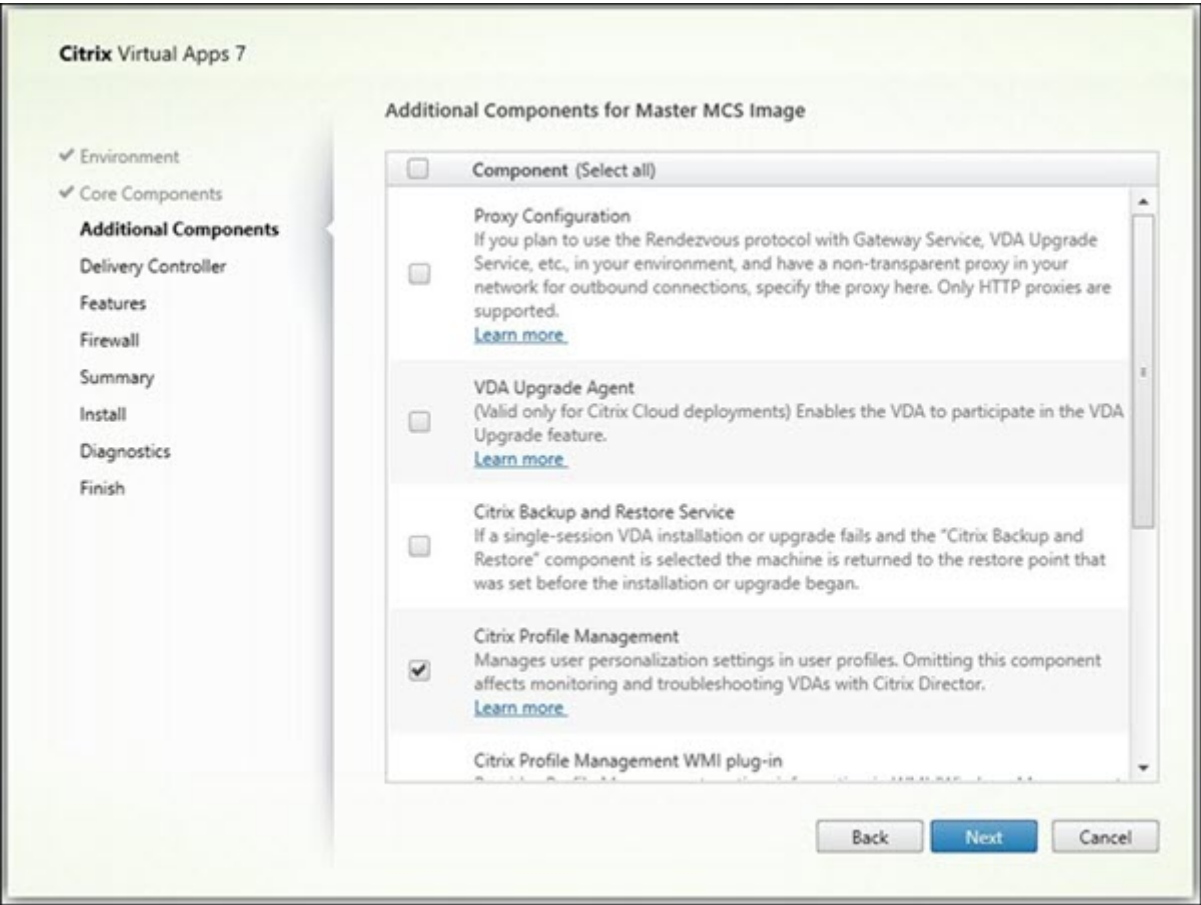 Citrix Virtual Apps 7
Environment
Core Components
Additional Components
Delivery Controller
Features
Firewall
Summary
Install
Diagnostics
Finish
Additional Components for Master MCS Image
Component (Select all)
Proxy Configuration
If you plan to use the Rendezvous protocol with Gateway Service, VDA Upgrade
Service, etc., in your environment, and have a non-transparent proxy in your
network for outbound connections, specify the proxy here. Only HTTP proxies are
supported.
Learn more
VDA Upgrade Agent
(Valid only for Citrix Cloud deployments) Enables the VDA to participate in the VDA
Upgrade feature.
Learn more
Citrix Backup and Restore Service
If a single-session VDA installation or upgrade fails and the "Citrix Backup and
Restore" component is selected the machine is returned to the restore point that
was set before the installation or upgrade began.
Citrix Profile Management
Manages user personalization settings in user profiles. Omitting this component
affects monitoring and troubleshooting VDAs with Citrix Director.
Learn more
Citrix Profile Management WMI plug-in
Back
Next
Cancel